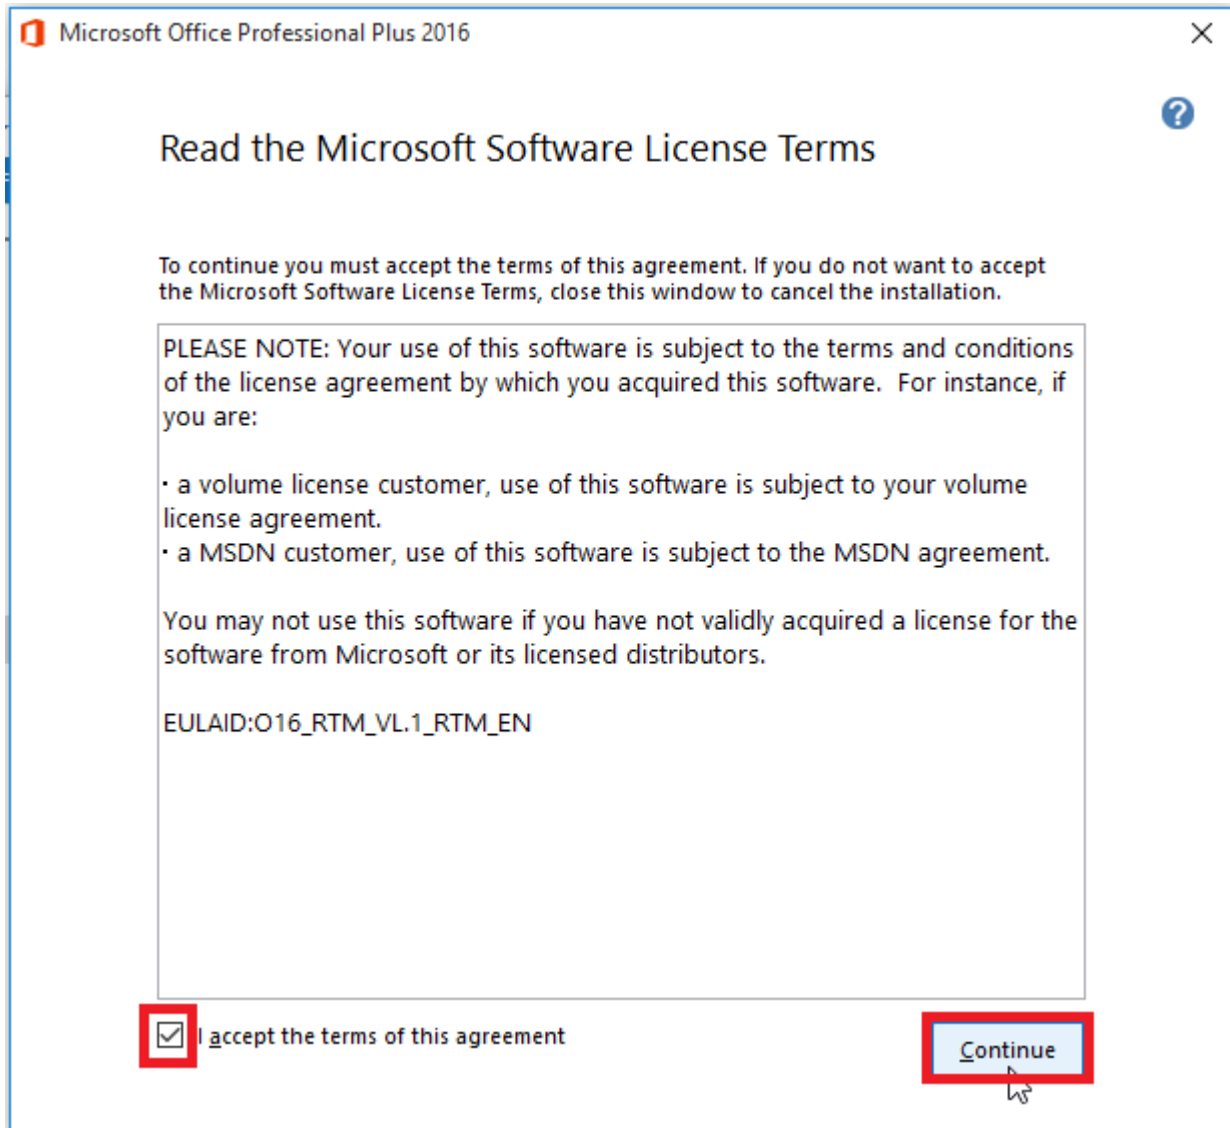 Microsoft Office Professional Plus 2016
Read the Microsoft Software License Terms
To continue you must accept the terms of this agreement. If you do not want to accept
the Microsoft Software License Terms, close this window to cancel the installation.
PLEASE NOTE: Your use of this software is subject to the terms and conditions
of the license agreement by which you acquired this software.  For instance, if
you are:
· a volume license customer, use of this software is subject to your volume
license agreement.
· a MSDN customer, use of this software is subject to the MSDN agreement.
You may not use this software if you have not validly acquired a license for the
software from Microsoft or its licensed distributors.
EULAID:O16_RTM_VL.1_RTM_EN
I accept the terms of this agreement
Continue